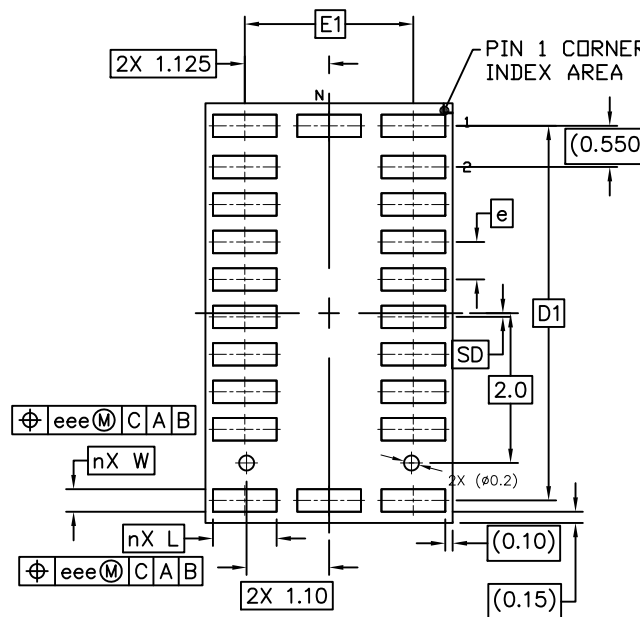 E1
2X 1.125
PIN 1 CORNER
INDEX AREA
N
1
(0.550
2
e
D1
SD
2.0
⌖ eee Ⓜ C A B
nX W
2X (ø0.2)
nX L
(0.10)
⌖ eee Ⓜ C A B
2X 1.10
(0.15)